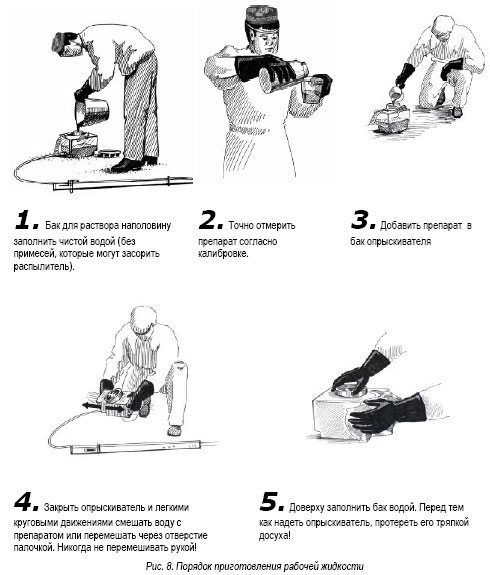 1. Бак для раствора наполовину
заполнить чистой водой (без
примесей, которые могут засорить
распылитель).
2. Точно отмерить
препарат согласно
калибровке.
3. Добавить препарат в
бак опрыскивателя
4. Закрыть опрыскиватель и легкими
круговыми движениями смешать воду с
препаратом или перемешать через отверстие
палочкой. Никогда не перемешивать рукой!
5. Доверху заполнить бак водой. Перед тем
как надеть опрыскиватель, протереть его тряпкой
досуха!
Рис. 8. Порядок приготовления рабочей жидкости